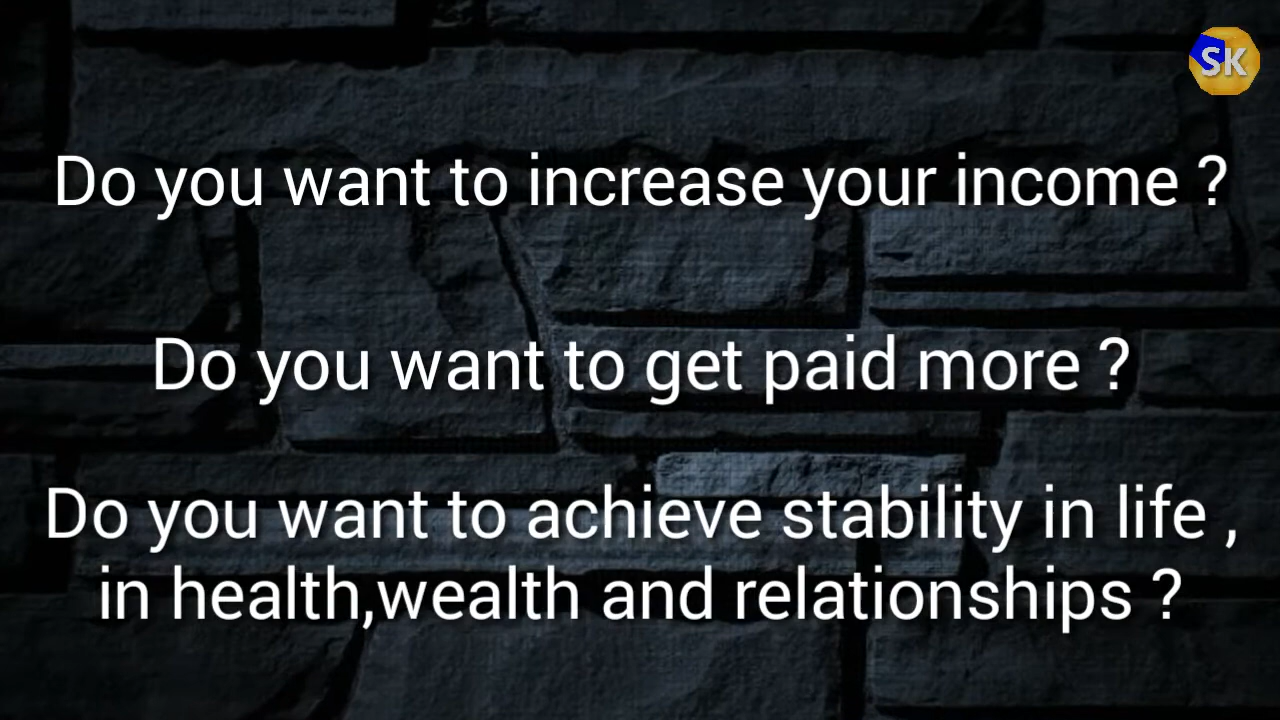 SK
Do you want to increase your income ?
Do you want to get paid more ?
Do you want to achieve stability in life ,
in health,wealth and relationships ?